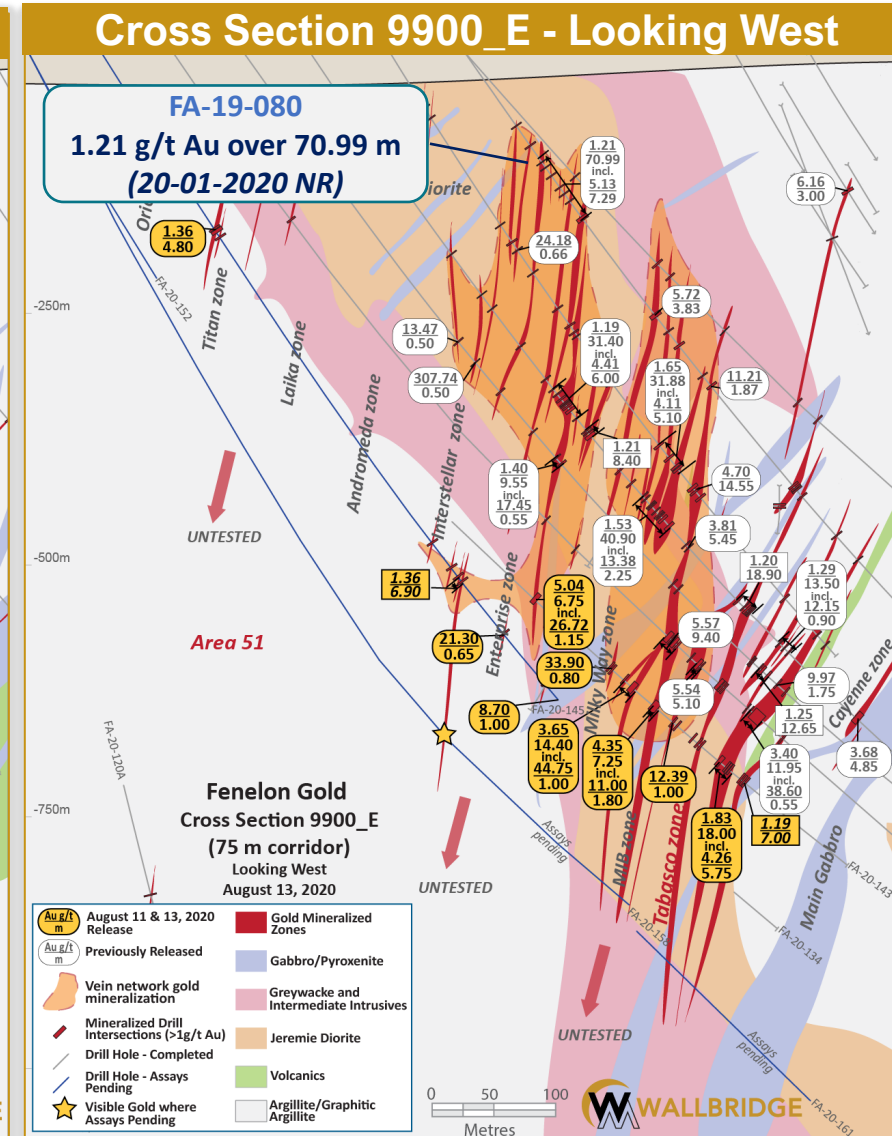 Cross Section 9900_E - Looking West
FA-19-080
1.21 g/t Au over 70.99 m
(20-01-2020 NR)
iorite
1.21
70.99
incl.
5.13
7.29
6.16
3.00
1.36
4.80
24.18
0.66
FA-20-152
Titan zone
-250m
5.72
3.83
13.47
0.50
1.19
31.40
incl.
4.41
6.00
307.74
0.50
1.65
31.88
incl.
4.11
5.10
11.21
1.87
Laika zone
Andromeda zone
Interstellar zone
1.21
8.40
1.40
9.55
incl.
17.45
0.55
4.70
14.55
UNTESTED
1.53
40.90
incl.
13.38
2.25
3.81
5.45
-500m
1.20
18.90
1.29
13.50
incl.
12.15
0.90
1.36
6.90
Enterprise zone
5.04
6.75
incl.
26.72
1.15
Area 51
21.30
0.65
5.57
9.40
33.90
0.80
Milky Way zone
9.97
1.75
Cayenne zone
8.70
1.00
FA-20-145
5.54
5.10
1.25
12.65
3.65
14.40
incl.
44.75
1.00
4.35
7.25
incl.
11.00
1.80
12.39
1.00
3.40
11.95
incl.
38.60
0.55
3.68
4.85
FA-20-120A
-750m
Fenelon Gold
Cross Section 9900_E
(75 m corridor)
Looking West
August 13, 2020
Assays
pending
MIR zone
Tabasco zone
1.83
18.00
incl.
4.26
5.75
1.19
7.00
Main Gabbro
FA-20-143
UNTESTED
FA-20-134
UNTESTED
Assays
pending
FA-20-161
Au g/t
m
August 11 & 13, 2020
Release
Au g/t
m
Previously Released
Vein network gold
mineralization
Mineralized Drill
Intersections (>1g/t Au)
Drill Hole - Completed
Drill Hole - Assays
Pending
Visible Gold where
Assays Pending
Gold Mineralized
Zones
Gabbro/Pyroxenite
Greywacke and
Intermediate Intrusives
Jeremie Diorite
Volcanics
Argillite/Graphitic
Argillite
0 50 100
Metres
WALLBRIDGE